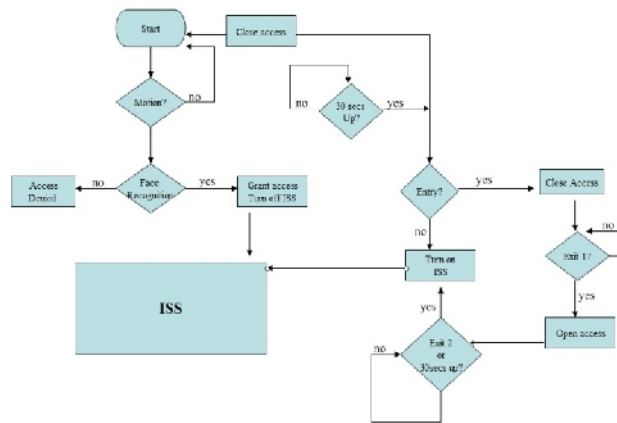 Start
Close access
Motion?
no
no
30 secs
Up?
yes
Access
Denied
no
Face
Recognition
yes
Grant access
Turn off ISS
Entry?
yes
Close Access
no
no
Exit 1?
Turn on
ISS
ISS
yes
yes
Open access
no
Exit 2
or
30secs up?